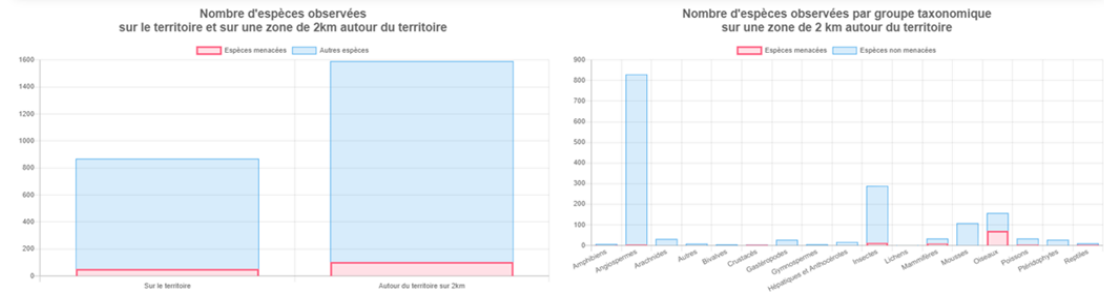 Nombre d'espèces observées
sur le territoire et sur une zone de 2km autour du territoire
Espèces menacées Autres espèces
1600
1400
1200
1000
800
600
400
200
0
Sur le territoire
Autour du territoire sur 2km
Nombre d'espèces observées par groupe taxonomique
sur une zone de 2 km autour du territoire
Espèces menacées Espèces non menacées
900
800
700
600
500
400
300
200
100
0
Amphibiens
Angiospermes
Arachnides
Autres
Bivalves
Crustacés
Gastéropodes
Gymnospermes
Hépatiques et Anthocérotes
Insectes
Lichens
Mammifères
Mousses
Oiseaux
Poissons
Ptéridophytes
Reptiles